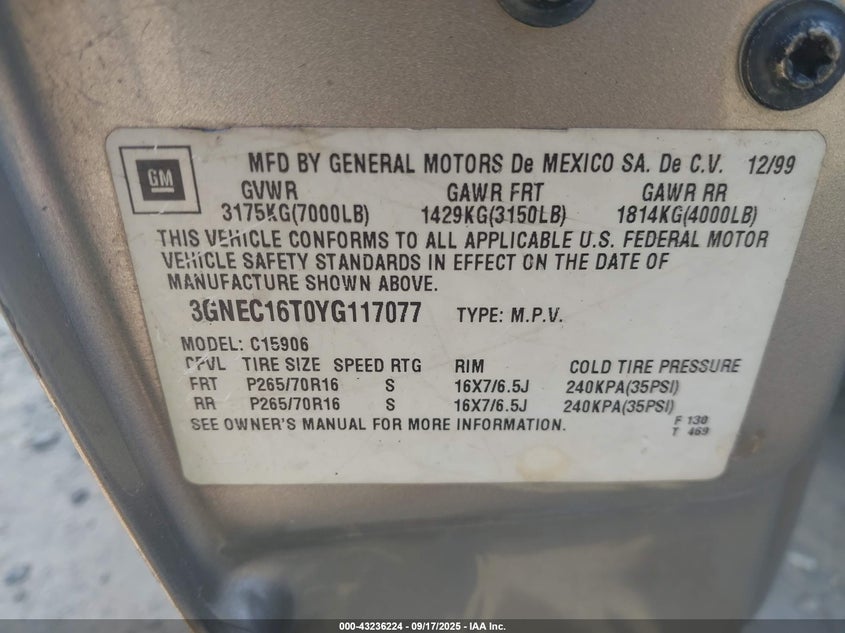 GM
MFD BY GENERAL MOTORS De MEXICO SA. De C.V. 12/99
GVWR GAWR FRT GAWR RR
3175KG(7000LB) 1429KG(3150LB) 1814KG(4000LB)
THIS VEHICLE CONFORMS TO ALL APPLICABLE U.S. FEDERAL MOTOR
VEHICLE SAFETY STANDARDS IN EFFECT ON THE DATE OF
MANUFACTURE SHOWN ABOVE.
3GNEC16T0YG117077 TYPE: M.P.V.
MODEL: C15906
GPVL TIRE SIZE SPEED RTG RIM COLD TIRE PRESSURE
FRT P265/70R16 S 16X7/6.5J 240KPA(35PSI)
RR P265/70R16 S 16X7/6.5J 240KPA(35PSI)
SEE OWNER'S MANUAL FOR MORE INFORMATION.
F 130
T 469
000-43236224 - 09/17/2025 - IAA Inc.